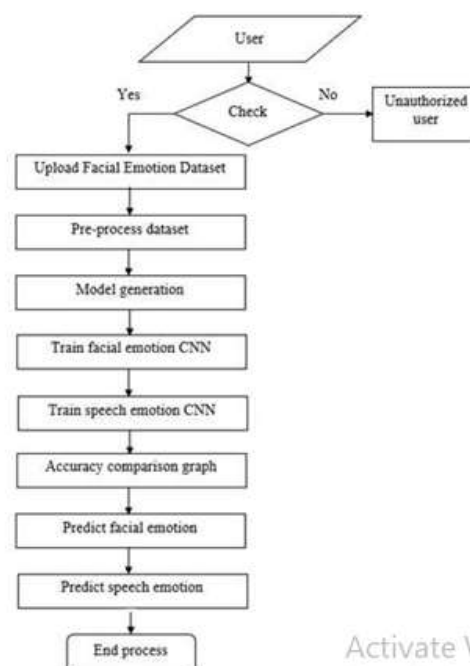 User
Yes
No
Check
Unauthorized
user
Upload Facial Emotion Dataset
Pre-process dataset
Model generation
Train facial emotion CNN
Train speech emotion CNN
Accuracy comparison graph
Predict facial emotion
Predict speech emotion
End process
Activate